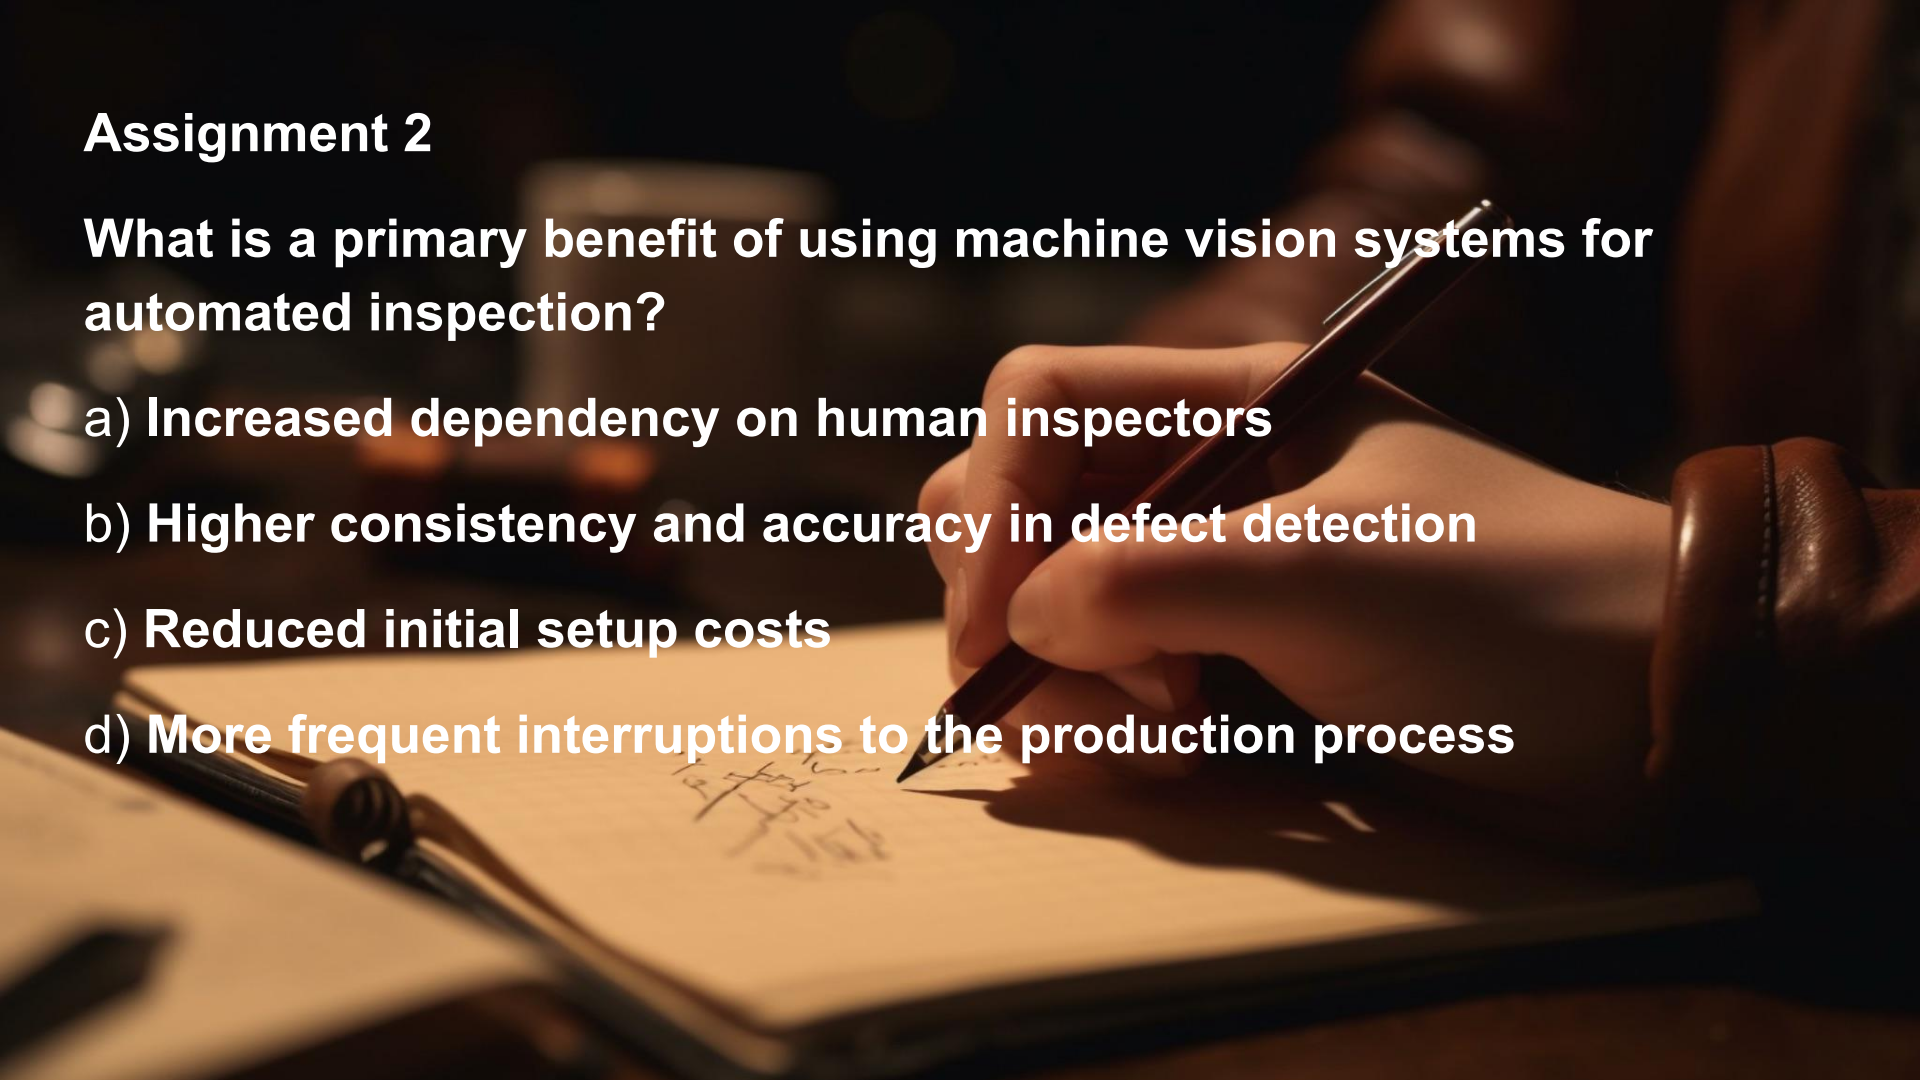 Assignment 2
What is a primary benefit of using machine vision systems for
automated inspection?
a) Increased dependency on human inspectors
b) Higher consistency and accuracy in defect detection
c) Reduced initial setup costs
d) More frequent interruptions to the production process